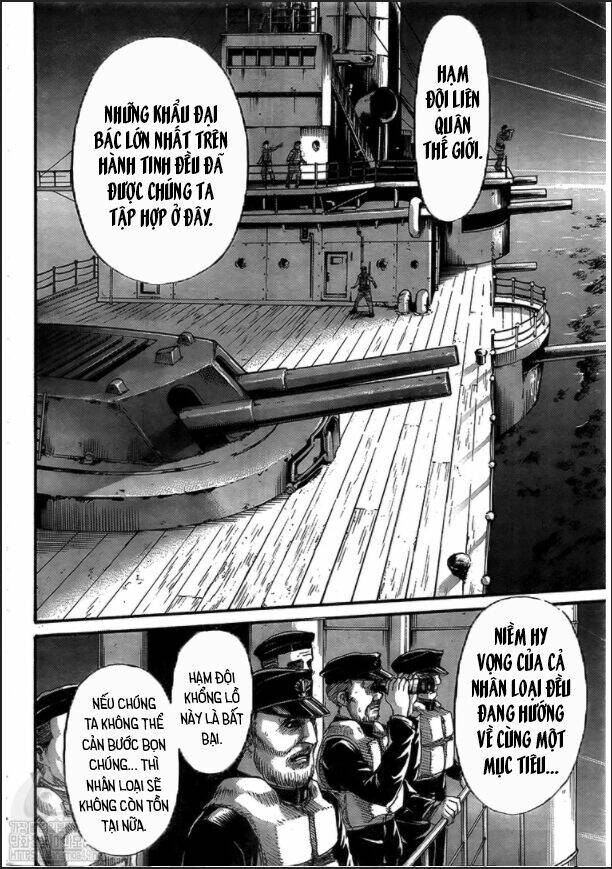 HẠM
ĐỘI LIÊN
QUÂN
THẾ GIỚI.
NHỮNG KHẨU ĐẠI
BÁC LỚN NHẤT TRÊN
HÀNH TINH ĐỀU ĐÃ
ĐƯỢC CHÚNG TA
TẬP HỢP Ở ĐÂY.
NIỀM HY
VỌNG CỦA CẢ
NHÂN LOẠI ĐỀU
ĐANG HƯỚNG
VỀ CÙNG MỘT
MỤC TIÊU...
HẠM ĐỘI
KHỔNG LỒ
NÀY LÀ BẤT
BẠI.
NẾU CHÚNG
TA KHÔNG THỂ
CẢN BƯỚC BỌN
CHÚNG... THÌ
NHÂN LOẠI SẼ
KHÔNG CÒN TỒN
TẠI NỮA.